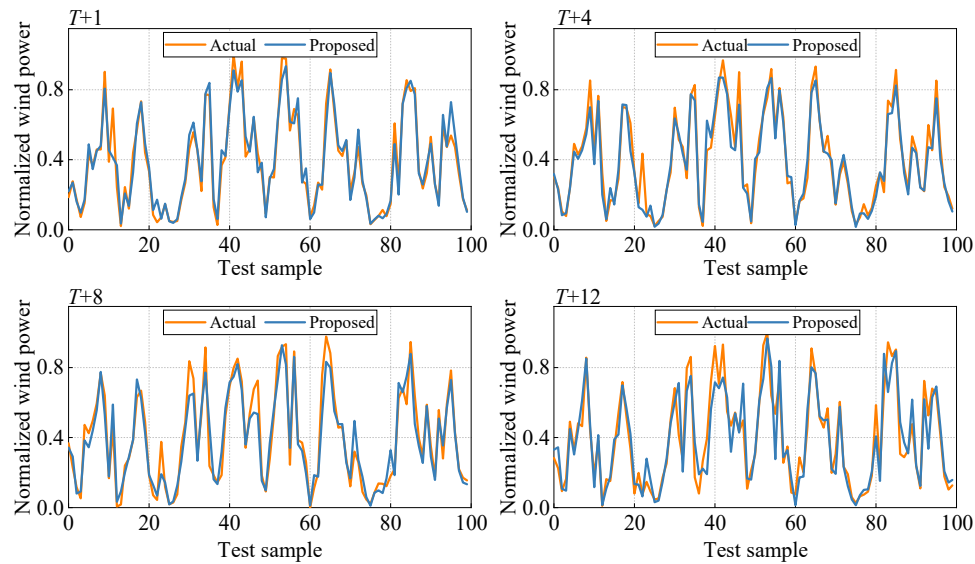 T+1
Actual Proposed
Normalized wind power
0.8
0.4
0.0
0 20 40 60 80 100
Test sample
T+4
Actual Proposed
Normalized wind power
0.8
0.4
0.0
0 20 40 60 80 100
Test sample
T+8
Actual Proposed
Normalized wind power
0.8
0.4
0.0
0 20 40 60 80 100
Test sample
T+12
Actual Proposed
Normalized wind power
0.8
0.4
0.0
0 20 40 60 80 100
Test sample